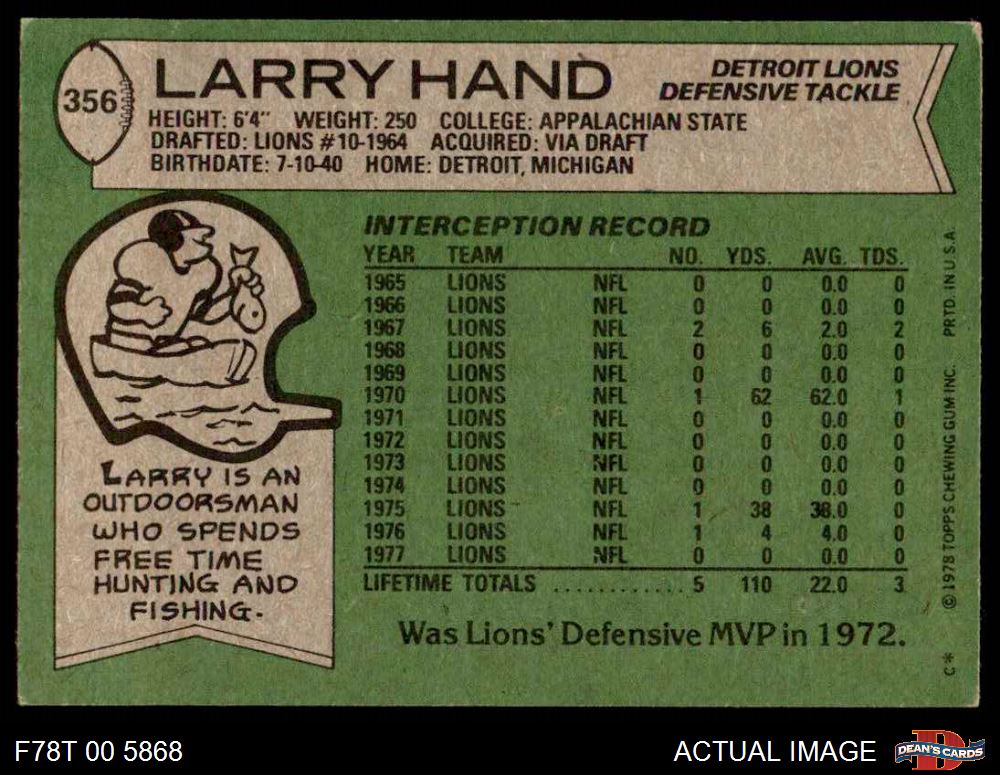 356
LARRY HAND
DETROIT LIONS
DEFENSIVE TACKLE
HEIGHT: 6'4" WEIGHT: 250 COLLEGE: APPALACHIAN STATE
DRAFTED: LIONS #10-1964 ACQUIRED: VIA DRAFT
BIRTHDATE: 7-10-40 HOME: DETROIT, MICHIGAN
LARRY IS AN
OUTDOORSMAN
WHO SPENDS
FREE TIME
HUNTING AND
FISHING.
INTERCEPTION RECORD
YEAR TEAM NO. YDS. AVG. TDS.
1965 LIONS NFL 0 0 0.0 0
1966 LIONS NFL 0 0 0.0 0
1967 LIONS NFL 2 6 2.0 2
1968 LIONS NFL 0 0 0.0 0
1969 LIONS NFL 0 0 0.0 0
1970 LIONS NFL 1 62 62.0 1
1971 LIONS NFL 0 0 0.0 0
1972 LIONS NFL 0 0 0.0 0
1973 LIONS NFL 0 0 0.0 0
1974 LIONS NFL 0 0 0.0 0
1975 LIONS NFL 1 38 38.0 0
1976 LIONS NFL 1 4 4.0 0
1977 LIONS NFL 0 0 0.0 0
LIFETIME TOTALS ............ 5 110 22.0 3
Was Lions' Defensive MVP in 1972.
C* © 1978 TOPPS CHEWING GUM INC. PRTD. IN U.S.A.
F78T 00 5868
ACTUAL IMAGE
D
DEAN'S CARDS